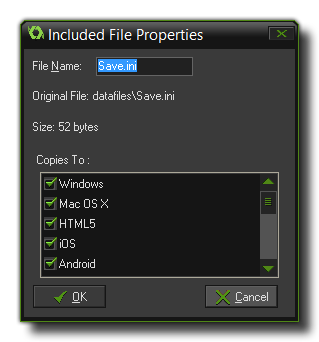 Included File Properties
File Name: Save.ini
Original File: datafiles\Save.ini
Size: 52 bytes
Copies To :
Windows
Mac OS X
HTML5
iOS
Android
OK
Cancel